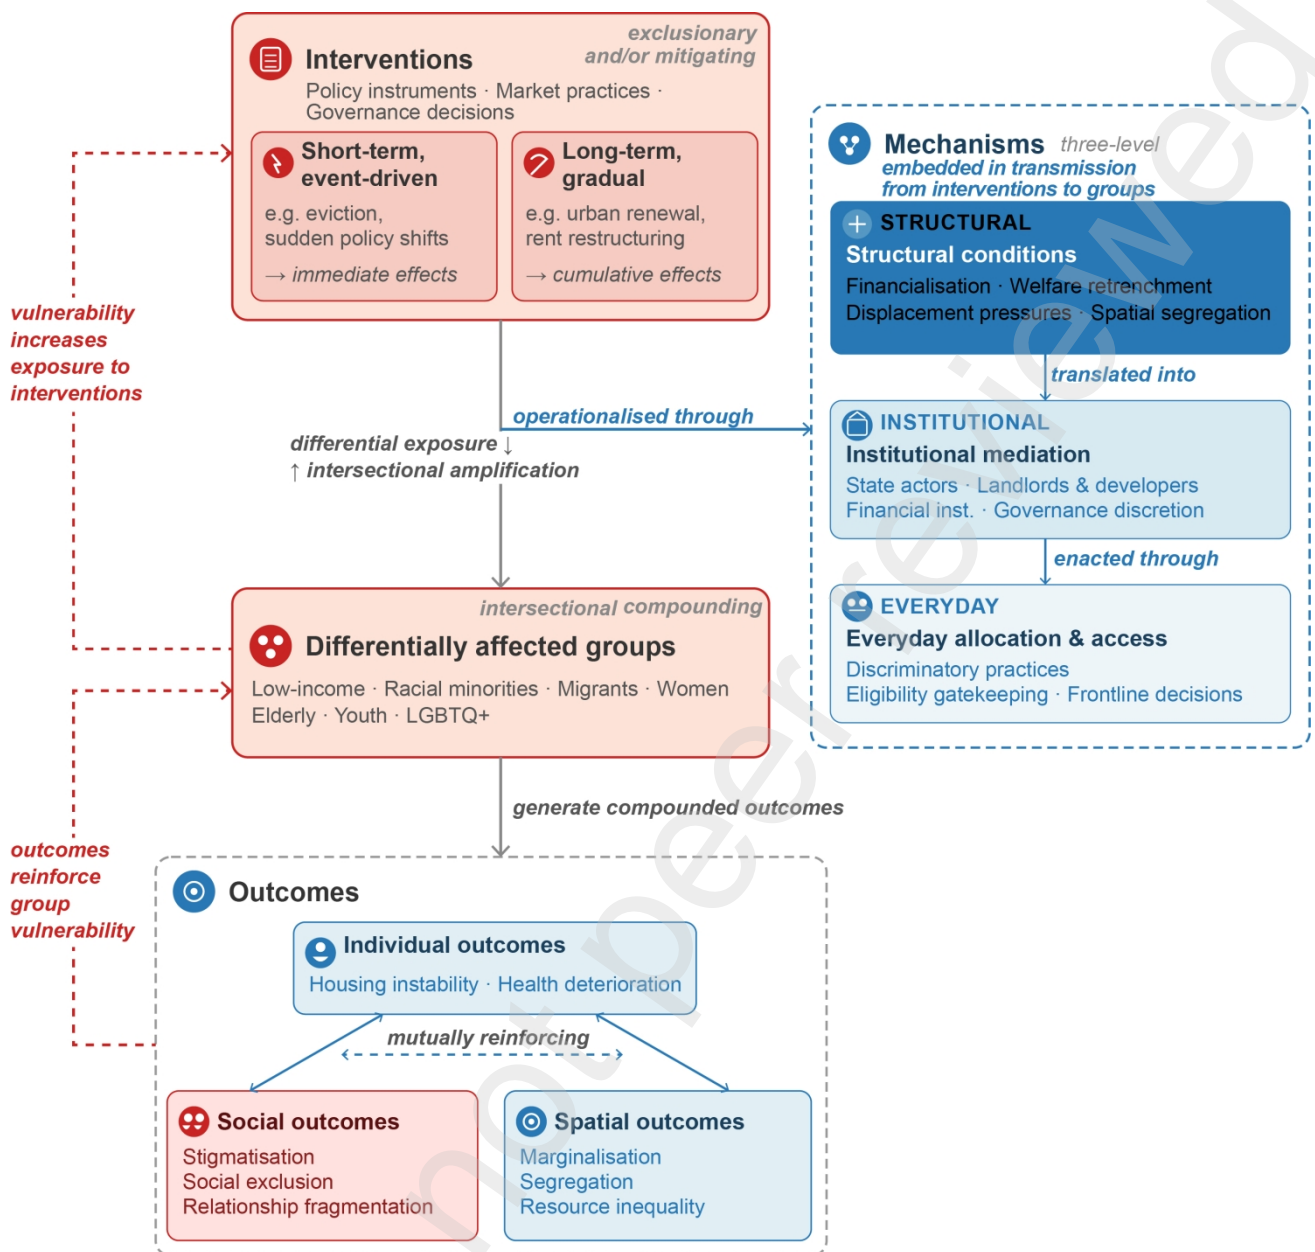 exclusionary
and/or mitigating
Interventions
Policy instruments · Market practices ·
Governance decisions
Short-term,
event-driven
e.g. eviction,
sudden policy shifts
→ immediate effects
Long-term,
gradual
e.g. urban renewal,
rent restructuring
→ cumulative effects
Mechanisms three-level
embedded in transmission
from interventions to groups
STRUCTURAL
Structural conditions
Financialisation · Welfare retrenchment
Displacement pressures · Spatial segregation
translated into
INSTITUTIONAL
Institutional mediation
State actors · Landlords & developers
Financial inst. · Governance discretion
enacted through
EVERYDAY
Everyday allocation & access
Discriminatory practices
Eligibility gatekeeping · Frontline decisions
vulnerability
increases
exposure to
interventions
operationalised through
differential exposure ↓
↑ intersectional amplification
intersectional compounding
Differentially affected groups
Low-income · Racial minorities · Migrants · Women
Elderly · Youth · LGBTQ+
generate compounded outcomes
outcomes
reinforce
group
vulnerability
Outcomes
Individual outcomes
Housing instability · Health deterioration
mutually reinforcing
Social outcomes
Stigmatisation
Social exclusion
Relationship fragmentation
Spatial outcomes
Marginalisation
Segregation
Resource inequality
not peer reviewed